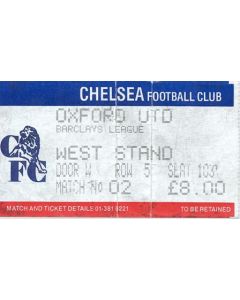 CHELSEA FOOTBALL CLUB
OXFORD UTD
BARCLAYS LEAGUE
WEST STAND
DOOR W ROW 5 SEAT 103
MATCH NO 02 £8.00
CFC
MATCH AND TICKET DETAILS 01-381 6221 TO BE RETAINED